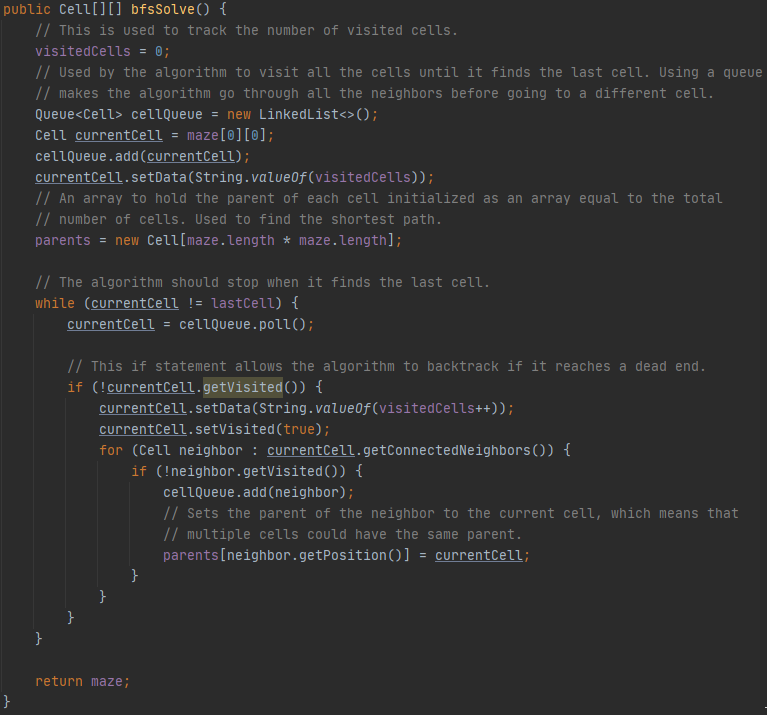 public Cell[][] bfsSolve() {
    // This is used to track the number of visited cells.
    visitedCells = 0;
    // Used by the algorithm to visit all the cells until it finds the last cell. Using a queue
    // makes the algorithm go through all the neighbors before going to a different cell.
    Queue<Cell> cellQueue = new LinkedList<>();
    Cell currentCell = maze[0][0];
    cellQueue.add(currentCell);
    currentCell.setData(String.valueOf(visitedCells));
    // An array to hold the parent of each cell initialized as an array equal to the total
    // number of cells. Used to find the shortest path.
    parents = new Cell[maze.length * maze.length];

    // The algorithm should stop when it finds the last cell.
    while (currentCell != lastCell) {
        currentCell = cellQueue.poll();

        // This if statement allows the algorithm to backtrack if it reaches a dead end.
        if (!currentCell.getVisited()) {
            currentCell.setData(String.valueOf(visitedCells++));
            currentCell.setVisited(true);
            for (Cell neighbor : currentCell.getConnectedNeighbors()) {
                if (!neighbor.getVisited()) {
                    cellQueue.add(neighbor);
                    // Sets the parent of the neighbor to the current cell, which means that
                    // multiple cells could have the same parent.
                    parents[neighbor.getPosition()] = currentCell;
                }
            }
        }
    }

    return maze;
}